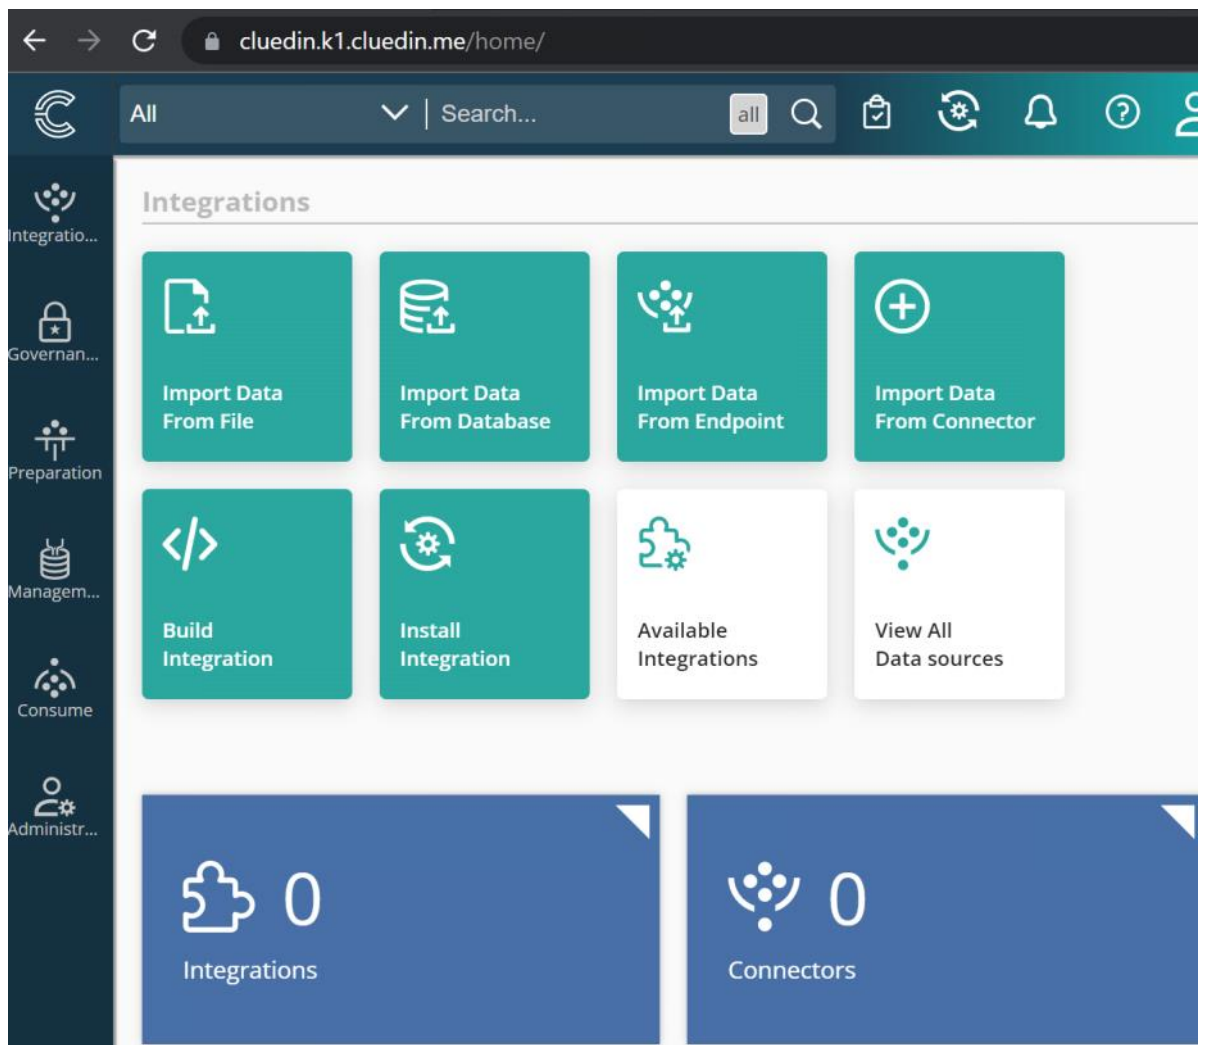 cluedin.k1.cluedin.me/home/
All
Search...
all
Integratio...
Governan...
Preparation
Managem...
Consume
Administr...
Integrations
Import Data
From File
Import Data
From Database
Import Data
From Endpoint
Import Data
From Connector
Build
Integration
Install
Integration
Available
Integrations
View All
Data sources
0
Integrations
0
Connectors